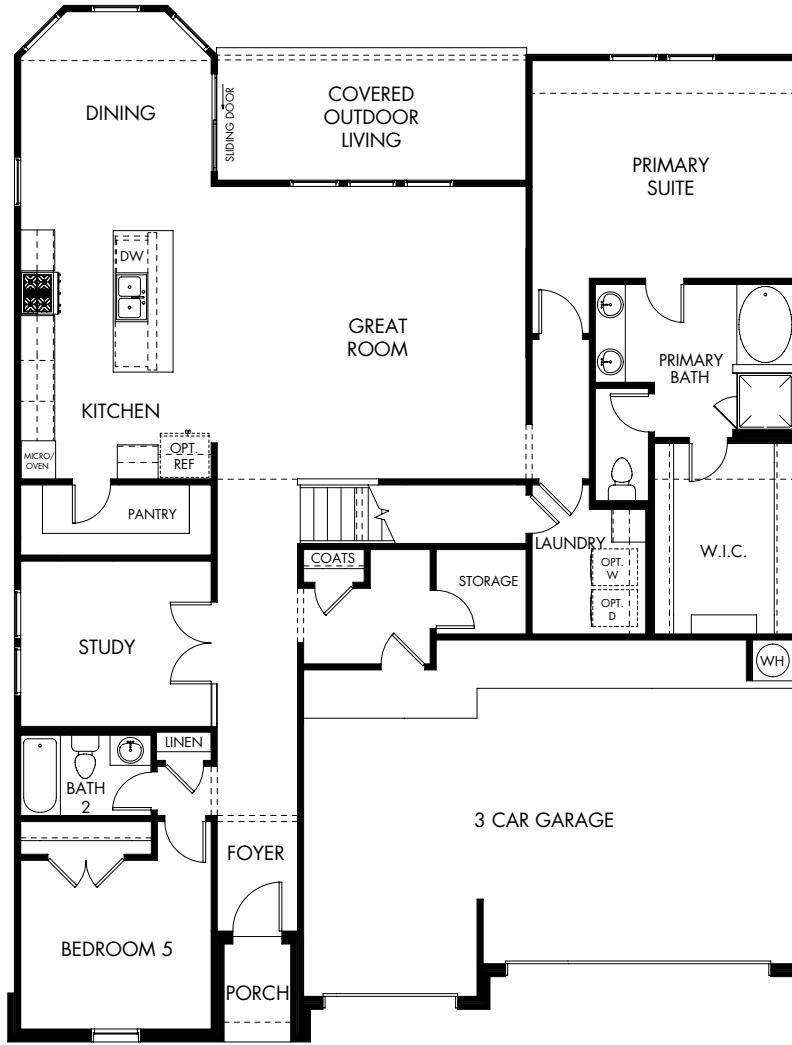 DINING
SLIDING DOOR
COVERED
OUTDOOR
LIVING
PRIMARY
SUITE
DW
GREAT
ROOM
PRIMARY
BATH
KITCHEN
MICRO/
OVEN
OPT.
REF
PANTRY
LAUNDRY
OPT.
W
OPT.
D
W.I.C.
COATS
STORAGE
STUDY
WH
LINEN
BATH
2
3 CAR GARAGE
FOYER
BEDROOM 5
PORCH